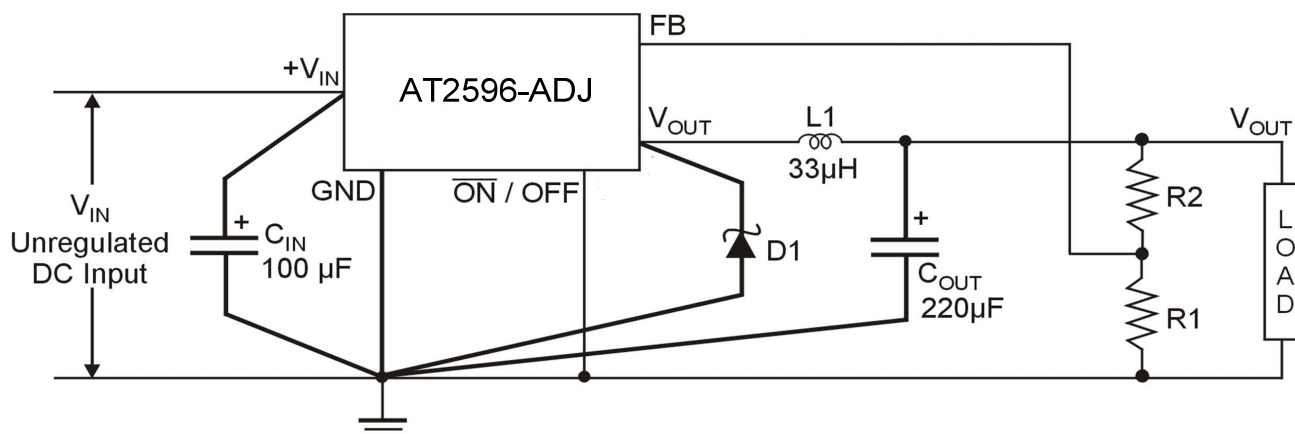 FB
+VIN
AT2596-ADJ
VOUT
L1
33μH
VOUT
GND
ON / OFF
VIN
Unregulated
DC Input
+
CIN
100 μF
D1
+
COUT
220μF
R2
R1
L
O
A
D